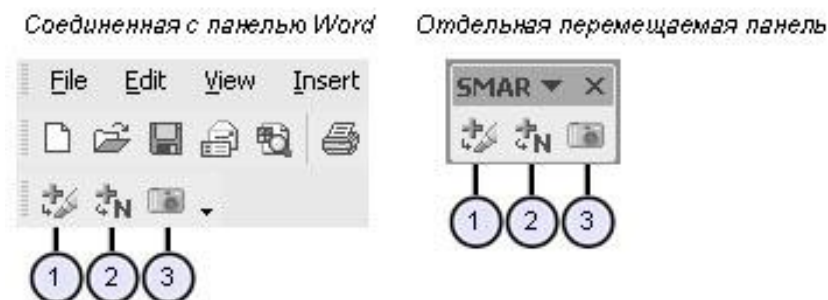 Соединенная с панелью Word
Отдельная перемещаемая панель
File Edit View Insert
SMAR
N
N
1 2 3
1 2 3